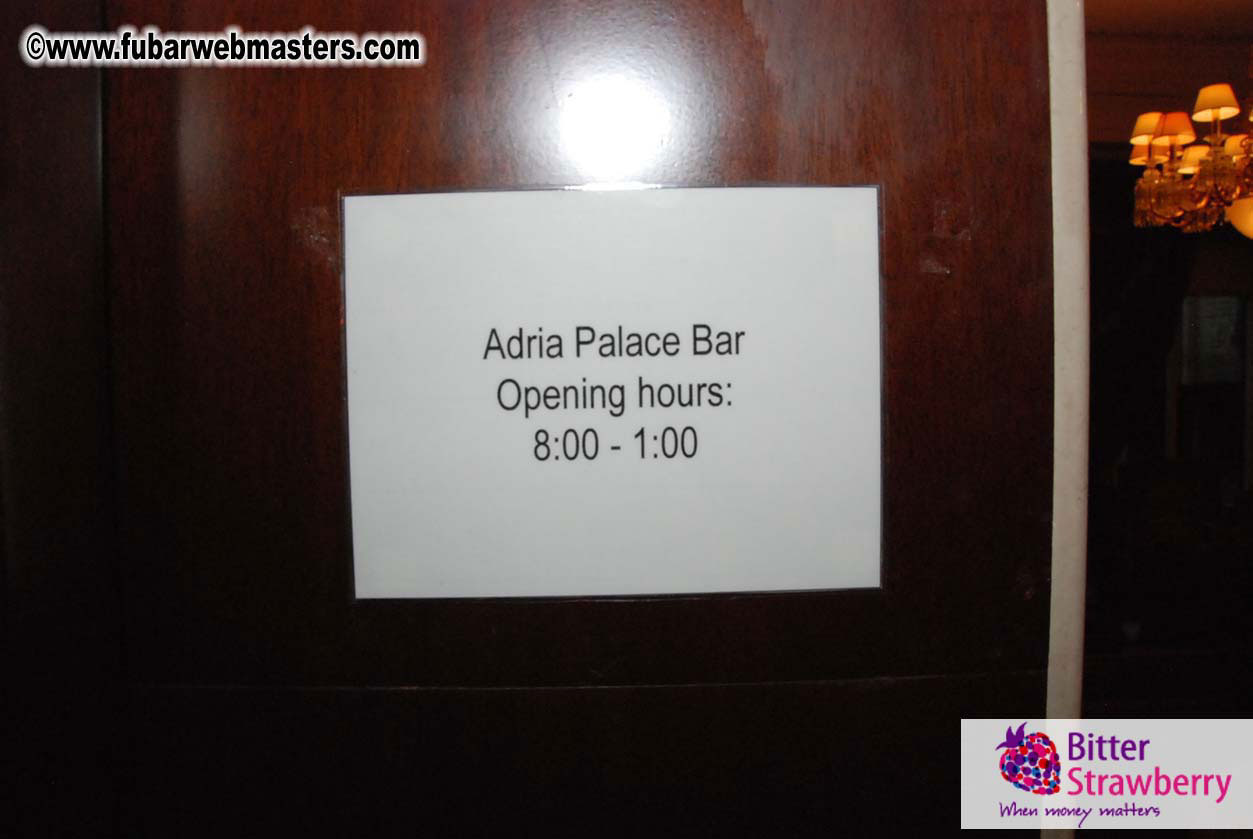 ©www.fubarwebmasters.com
Adria Palace Bar
Opening hours:
8:00 - 1:00
Bitter
Strawberry
When money matters